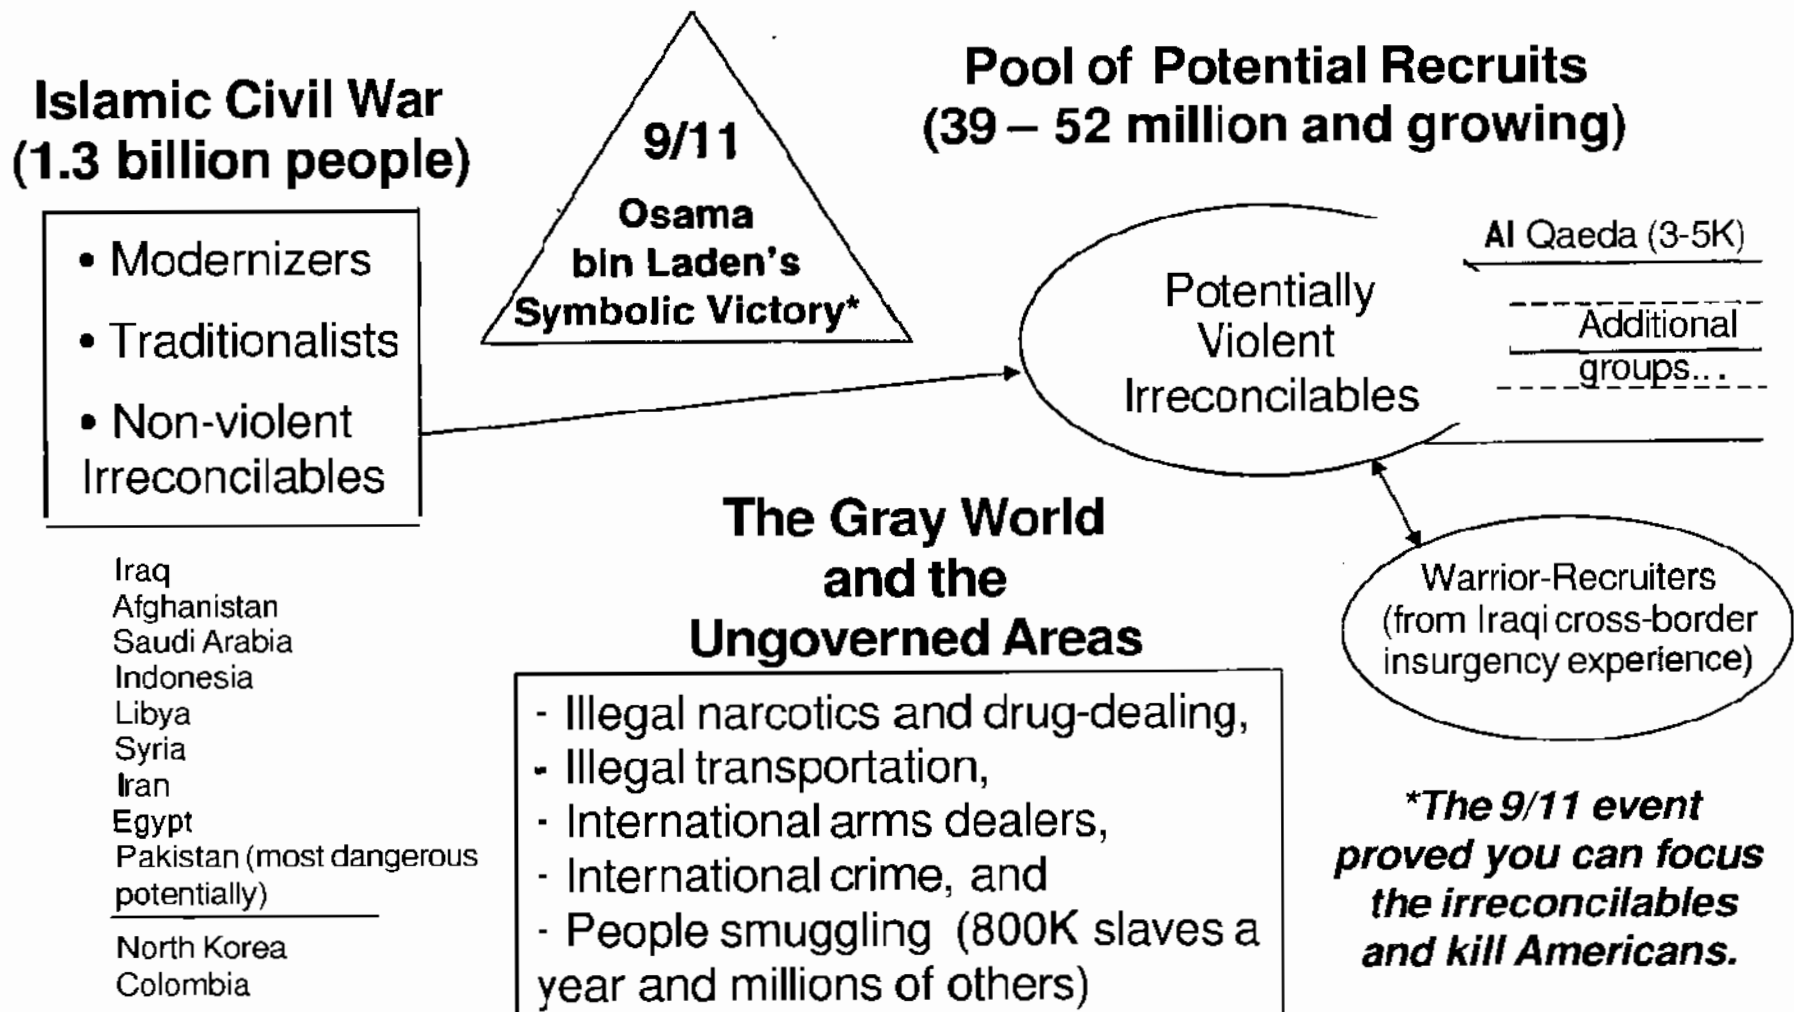 Islamic Civil War
(1.3 billion people)
• Modernizers
• Traditionalists
• Non-violent
Irreconcilables
Iraq
Afghanistan
Saudi Arabia
Indonesia
Libya
Syria
Iran
Egypt
Pakistan (most dangerous
potentially)
North Korea
Colombia
9/11
Osama
bin Laden's
Symbolic Victory*
Pool of Potential Recruits
(39 – 52 million and growing)
Potentially
Violent
Irreconcilables
Al Qaeda (3-5K)
Additional
groups...
Warrior-Recruiters
(from Iraqi cross-border
insurgency experience)
The Gray World
and the
Ungoverned Areas
- Illegal narcotics and drug-dealing,
- Illegal transportation,
- International arms dealers,
- International crime, and
- People smuggling (800K slaves a
year and millions of others)
*The 9/11 event
proved you can focus
the irreconcilables
and kill Americans.